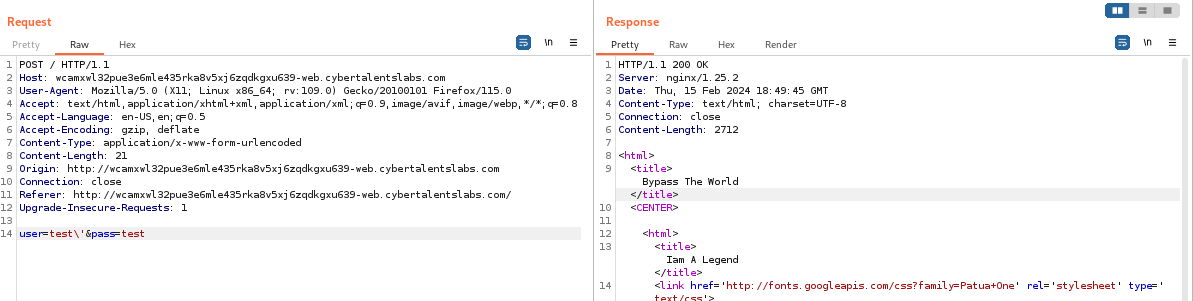 Request
Pretty Raw Hex
\n
1 POST / HTTP/1.1
2 Host: wcamxwl32pue3e6mle435rka8v5xj6zqdkgxu639-web.cybertalentslabs.com
3 User-Agent: Mozilla/5.0 (X11; Linux x86_64; rv:109.0) Gecko/20100101 Firefox/115.0
4 Accept: text/html,application/xhtml+xml,application/xml;q=0.9,image/avif,image/webp,*/*;q=0.8
5 Accept-Language: en-US,en;q=0.5
6 Accept-Encoding: gzip, deflate
7 Content-Type: application/x-www-form-urlencoded
8 Content-Length: 21
9 Origin: http://wcamxwl32pue3e6mle435rka8v5xj6zqdkgxu639-web.cybertalentslabs.com
10 Connection: close
11 Referer: http://wcamxwl32pue3e6mle435rka8v5xj6zqdkgxu639-web.cybertalentslabs.com/
12 Upgrade-Insecure-Requests: 1
13
14 user=test\'&pass=test
Response
Pretty Raw Hex Render
\n
1 HTTP/1.1 200 OK
2 Server: nginx/1.25.2
3 Date: Thu, 15 Feb 2024 18:49:45 GMT
4 Content-Type: text/html; charset=UTF-8
5 Connection: close
6 Content-Length: 2712
7
8 <html>
9 <title>
Bypass The World
</title>
10 <CENTER>
11
12 <html>
13 <title>
Iam A Legend
</title>
14 <link href='http://fonts.googleapis.com/css?family=Patua+One' rel='stylesheet' type='
text/css'>